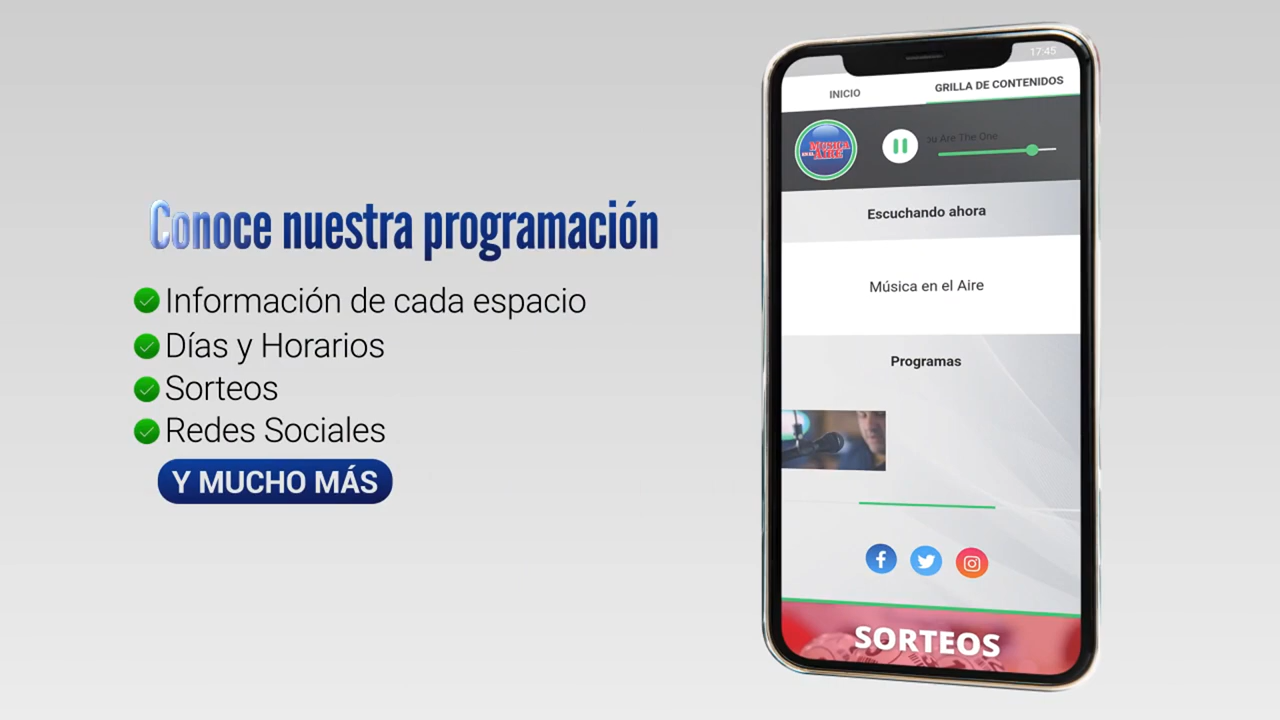 Conoce nuestra programación
Información de cada espacio
Días y Horarios
Sorteos
Redes Sociales
Y MUCHO MÁS
17:45
INICIO
GRILLA DE CONTENIDOS
MÚSICA
EN EL AIRE
ou Are The One
Escuchando ahora
Música en el Aire
Programas
SORTEOS